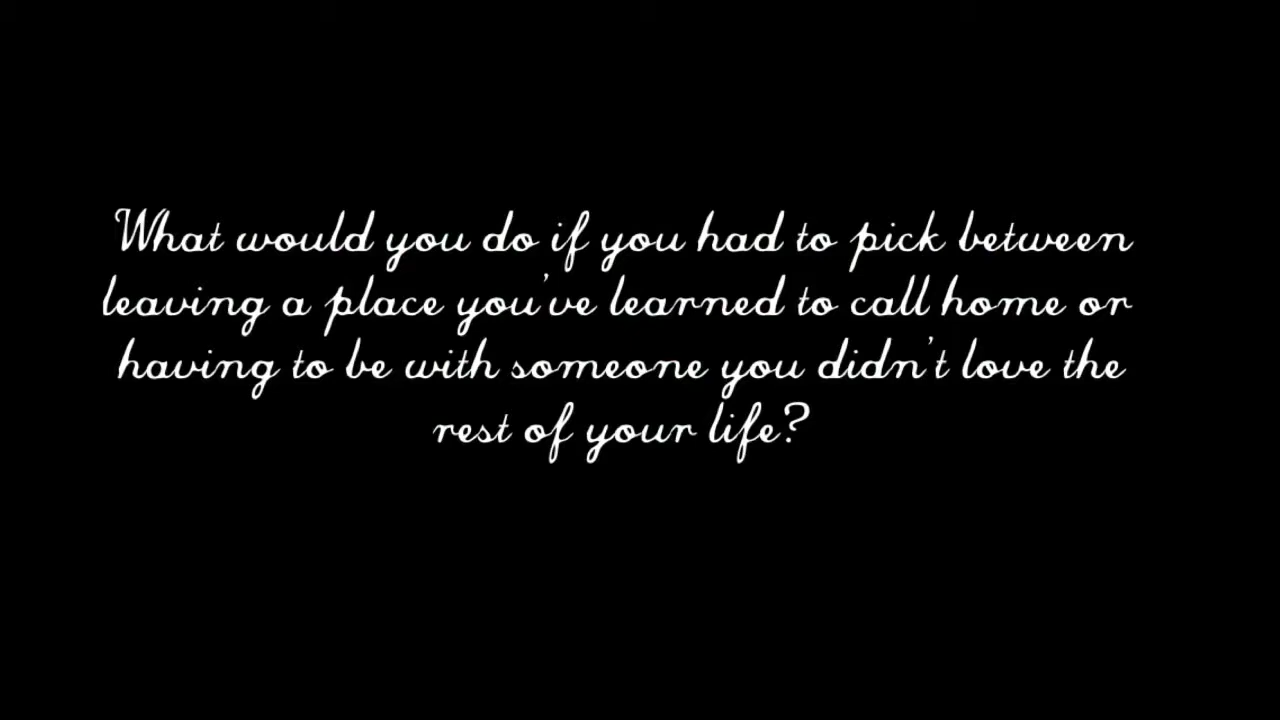 What would you do if you had to pick between
leaving a place you've learned to call home or
having to be with someone you didn't love the
rest of your life?